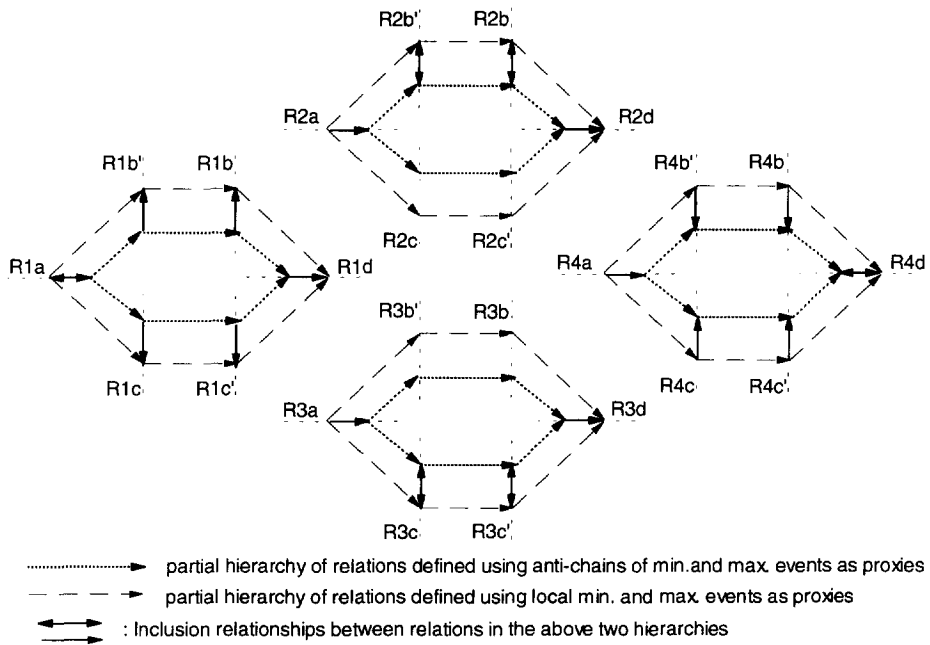 R2b' R2b
R2a R2d
R1b' R1b R4b' R4b
R2c R2c'
R1a R1d R4a R4d
R3b' R3b
R1c R1c' R4c R4c'
R3a R3d
R3c R3c'
partial hierarchy of relations defined using anti-chains of min.and max. events as proxies
partial hierarchy of relations defined using local min. and max. events as proxies
: Inclusion relationships between relations in the above two hierarchies